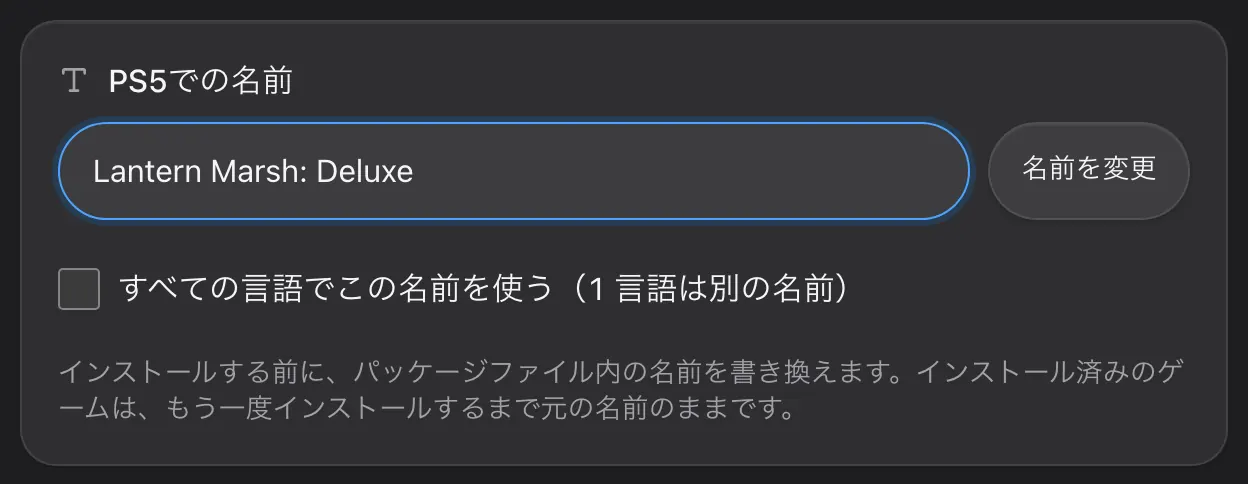 PS5での名前
Lantern Marsh: Deluxe
名前を変更
すべての言語でこの名前を使う（1 言語は別の名前）
インストールする前に、パッケージファイル内の名前を書き換えます。インストール済みのゲ
ームは、もう一度インストールするまで元の名前のままです。